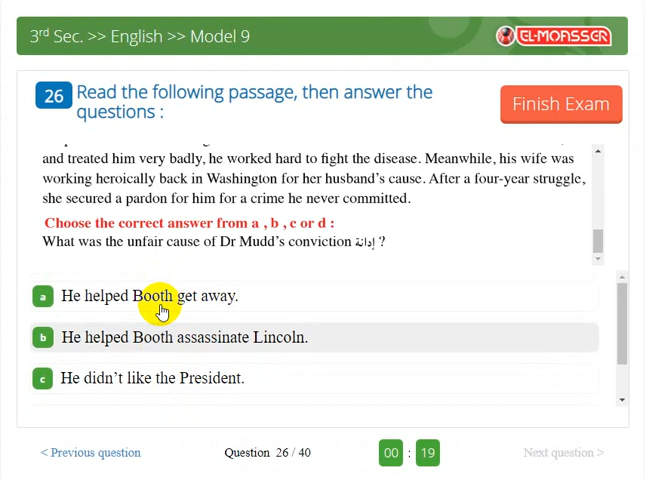 3rd Sec. >> English >> Model 9
EL-MOASSER
26 Read the following passage, then answer the
questions :
Finish Exam
and treated him very badly, he worked hard to fight the disease. Meanwhile, his wife was
working heroically back in Washington for her husband's cause. After a four-year struggle,
she secured a pardon for him for a crime he never committed.
Choose the correct answer from a , b , c or d :
What was the unfair cause of Dr Mudd's conviction إدانة ?
a He helped Booth get away.
b He helped Booth assassinate Lincoln.
c He didn't like the President.
< Previous question
Question 26 / 40
00 : 19
Next question >